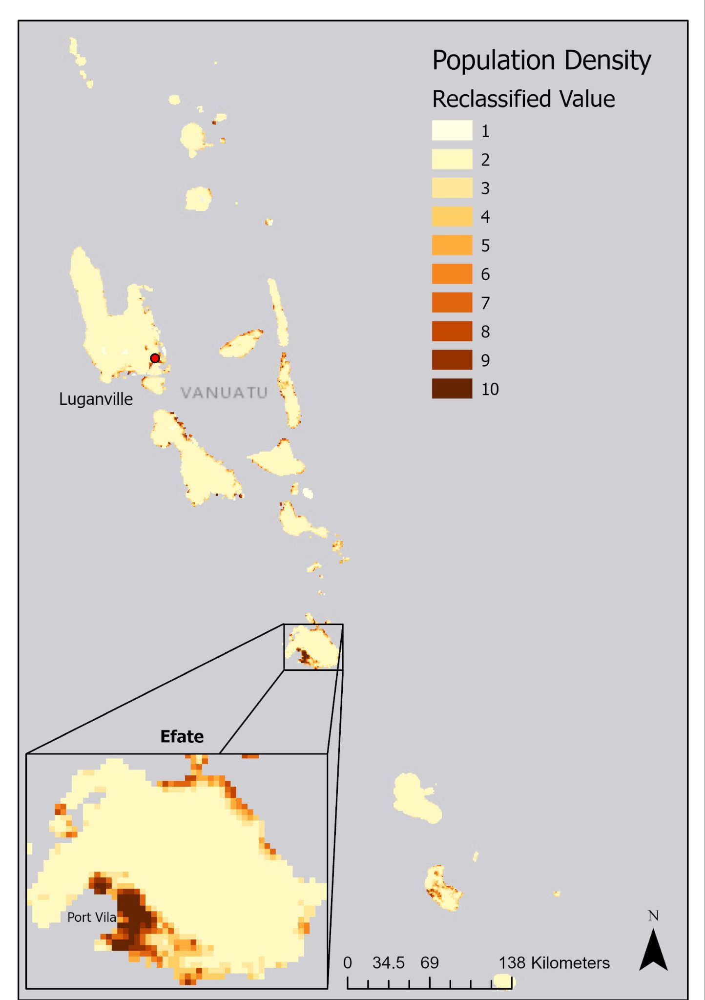 Population Density
Reclassified Value
1
2
3
4
5
6
7
8
9
10
VANUATU
Luganville
Efate
Port Vila
N
0 34.5 69 138 Kilometers